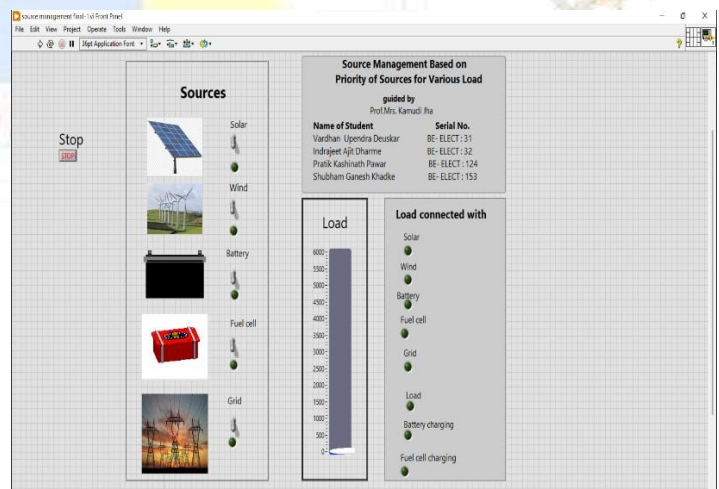 source management final-1.vi Front Panel
File Edit View Project Operate Tools Window Help
36pt Application Font
Stop
STOP
Sources
Solar
Wind
Battery
Fuel cell
Grid
Source Management Based on
Priority of Sources for Various Load
guided by
Prof.Mrs. Kamudi Jha
Name of Student Serial No.
Vardhan Upendra Deuskar BE- ELECT : 31
Indrajeet Ajit Dharme BE- ELECT : 32
Pratik Kashinath Pawar BE- ELECT : 124
Shubham Ganesh Khadke BE- ELECT : 153
Load
6000
5500
5000
4500
4000
3500
3000
2500
2000
1500
1000
500
0
Load connected with
Solar
Wind
Battery
Fuel cell
Grid
Load
Battery charging
Fuel cell charging